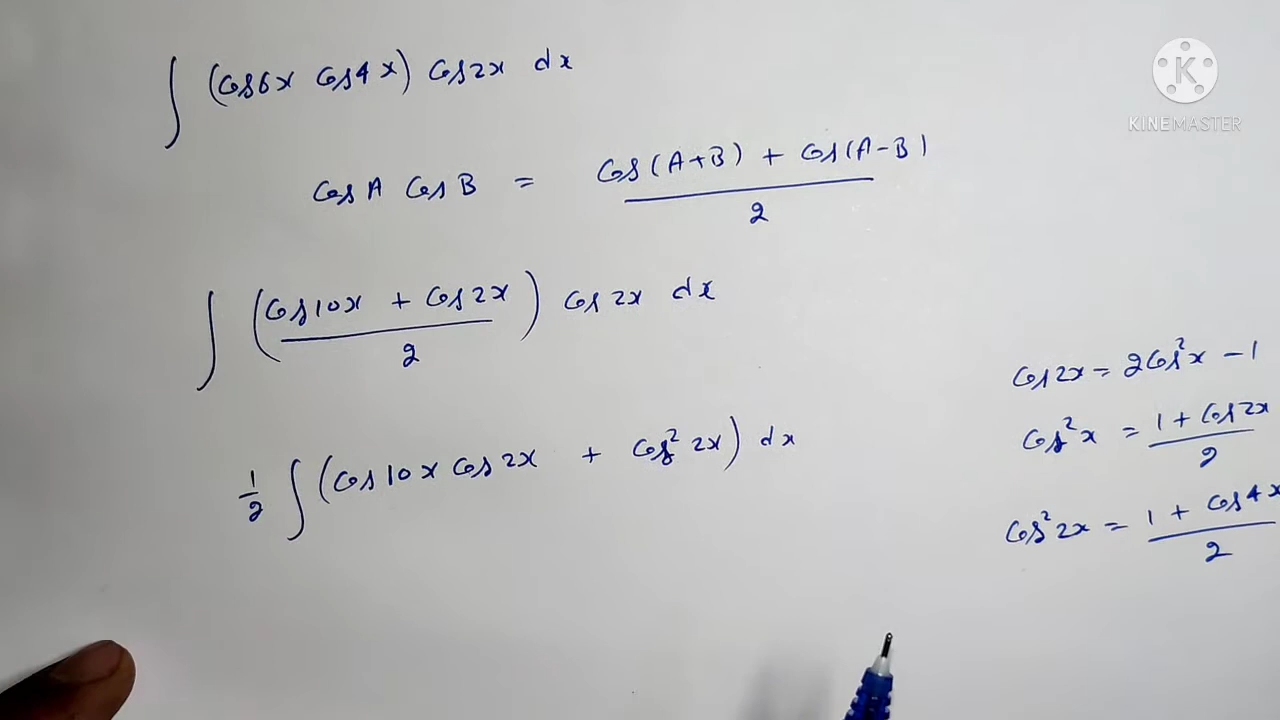 ∫ (Cos6x Cos4x) Cos2x dx
KINEMASTER
CosA CosB = Cos(A+B) + Cos(A-B) / 2
∫ (Cos10x + Cos2x / 2) Cos2x dx
Cos2x = 2Cos²x - 1
Cos²x = 1 + Cos2x / 2
1/2 ∫ (Cos10x Cos2x + Cos²2x) dx
Cos²2x = 1 + Cos4x / 2